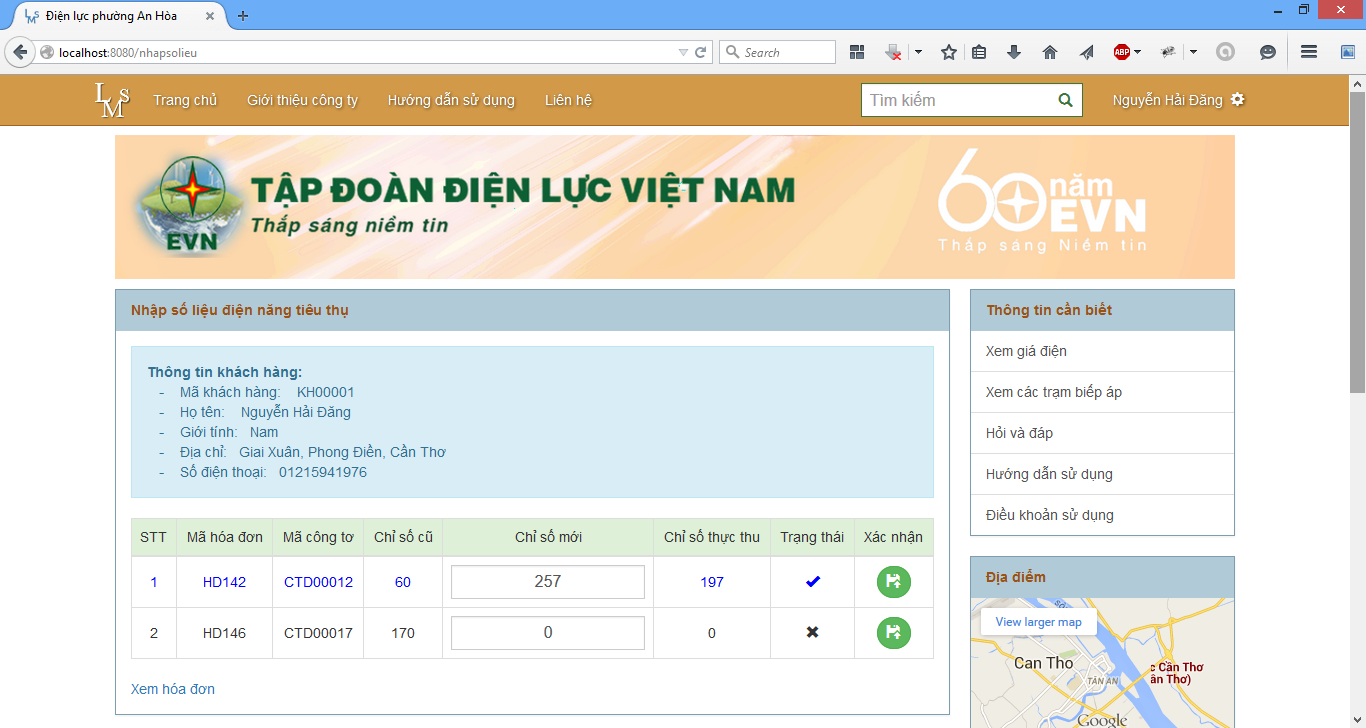 Điện lực phường An Hòa
localhost:8080/nhapsolieu
Search
ABP
LMS
Trang chủ
Giới thiệu công ty
Hướng dẫn sử dụng
Liên hệ
Tìm kiếm
Nguyễn Hải Đăng
EVN
TẬP ĐOÀN ĐIỆN LỰC VIỆT NAM
Thắp sáng niềm tin
60 năm EVN
Thắp sáng Niềm tin
Nhập số liệu điện năng tiêu thụ
Thông tin khách hàng:
- Mã khách hàng: KH00001
- Họ tên: Nguyễn Hải Đăng
- Giới tính: Nam
- Địa chỉ: Giai Xuân, Phong Điền, Cần Thơ
- Số điện thoại: 01215941976
STT Mã hóa đơn Mã công tơ Chỉ số cũ Chỉ số mới Chỉ số thực thu Trạng thái Xác nhận
1 HD142 CTD00012 60 257 197
2 HD146 CTD00017 170 0 0
Xem hóa đơn
Thông tin cần biết
Xem giá điện
Xem các trạm biếp áp
Hỏi và đáp
Hướng dẫn sử dụng
Điều khoản sử dụng
Địa điểm
View larger map
Can Tho
TÂN AN
c Cần Thơ
ân Thơ)
Google